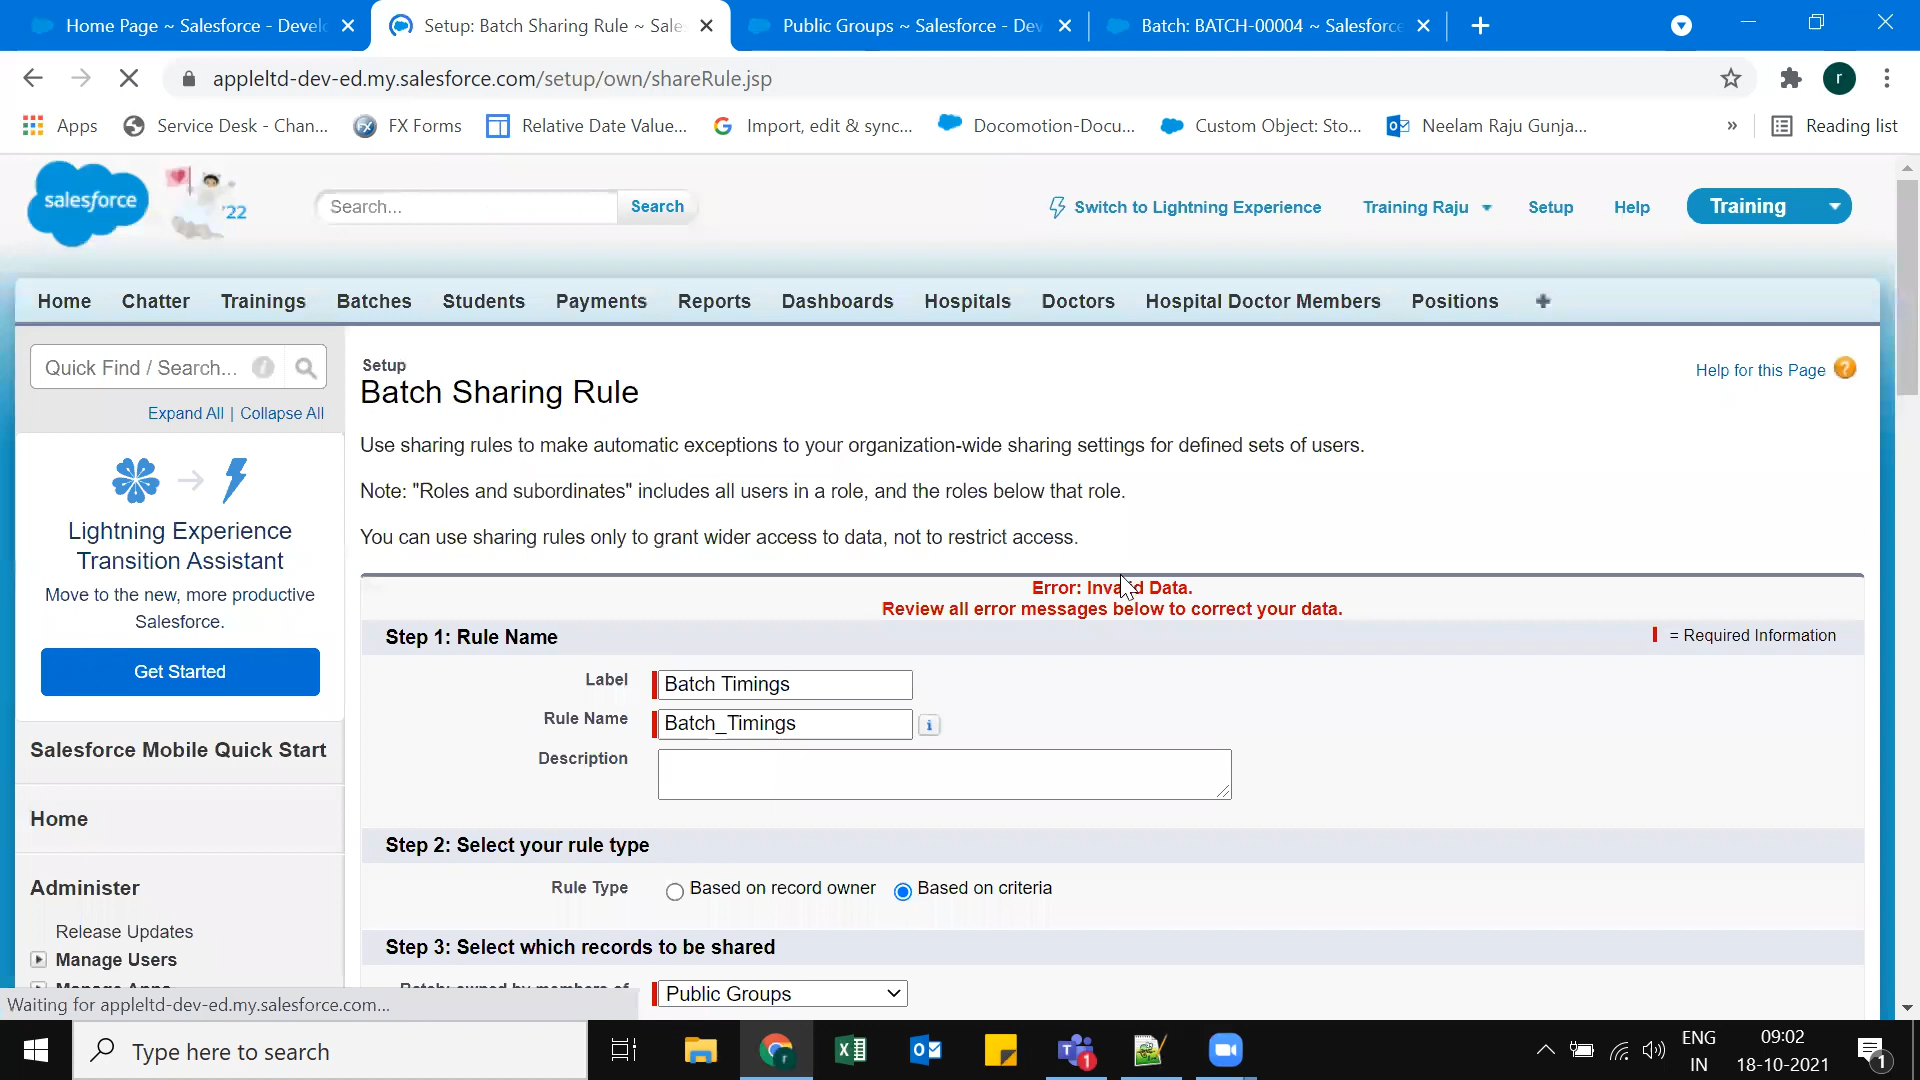 Home Page ~ Salesforce - Devel
Setup: Batch Sharing Rule ~ Sale
Public Groups ~ Salesforce - Dev
Batch: BATCH-00004 ~ Salesforce
appleltd-dev-ed.my.salesforce.com/setup/own/shareRule.jsp
r
Apps
Service Desk - Chan...
FX Forms
Relative Date Value...
Import, edit & sync...
Docomotion-Docu...
Custom Object: Sto...
Neelam Raju Gunja...
»
Reading list
salesforce
'22
Search...
Search
Switch to Lightning Experience
Training Raju
Setup
Help
Training
Home
Chatter
Trainings
Batches
Students
Payments
Reports
Dashboards
Hospitals
Doctors
Hospital Doctor Members
Positions
Quick Find / Search...
Expand All | Collapse All
Lightning Experience
Transition Assistant
Move to the new, more productive
Salesforce.
Get Started
Salesforce Mobile Quick Start
Home
Administer
Release Updates
Manage Users
Setup
Batch Sharing Rule
Help for this Page
Use sharing rules to make automatic exceptions to your organization-wide sharing settings for defined sets of users.
Note: "Roles and subordinates" includes all users in a role, and the roles below that role.
You can use sharing rules only to grant wider access to data, not to restrict access.
Error: Invalid Data.
Review all error messages below to correct your data.
Step 1: Rule Name
= Required Information
Label
Batch Timings
Rule Name
Batch_Timings
Description
Step 2: Select your rule type
Rule Type
Based on record owner
Based on criteria
Step 3: Select which records to be shared
Batch: owned by members of
Public Groups
Waiting for appleltd-dev-ed.my.salesforce.com...
Type here to search
1
ENG
IN
09:02
18-10-2021
1